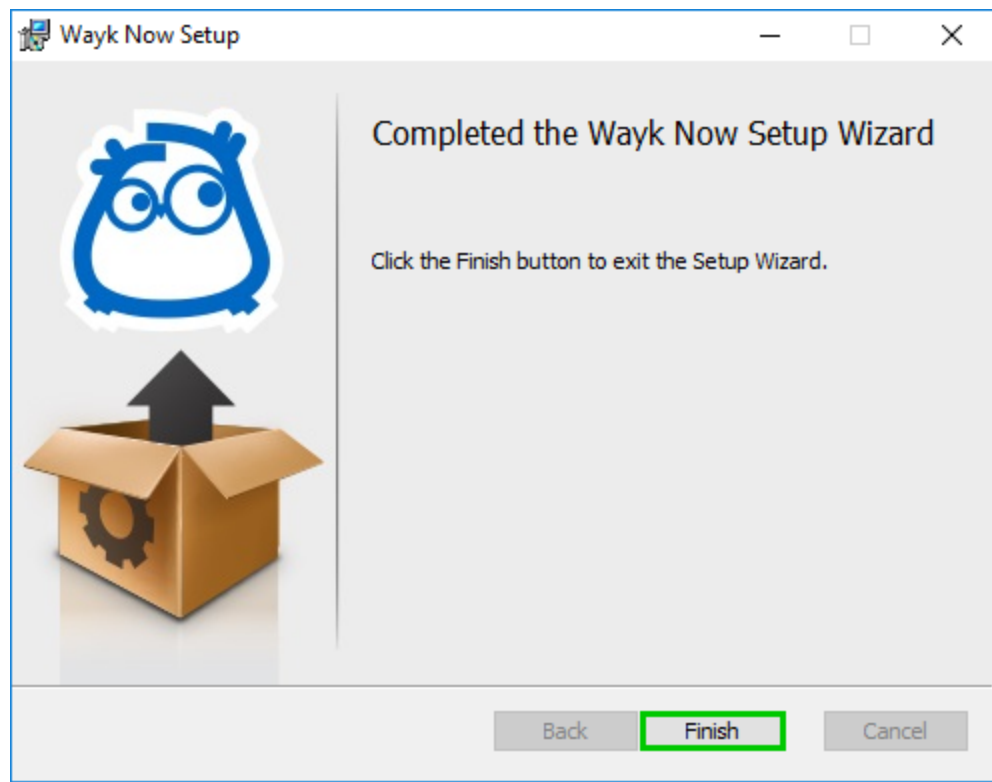 Wayk Now Setup
Completed the Wayk Now Setup Wizard
Click the Finish button to exit the Setup Wizard.
Back Finish Cancel